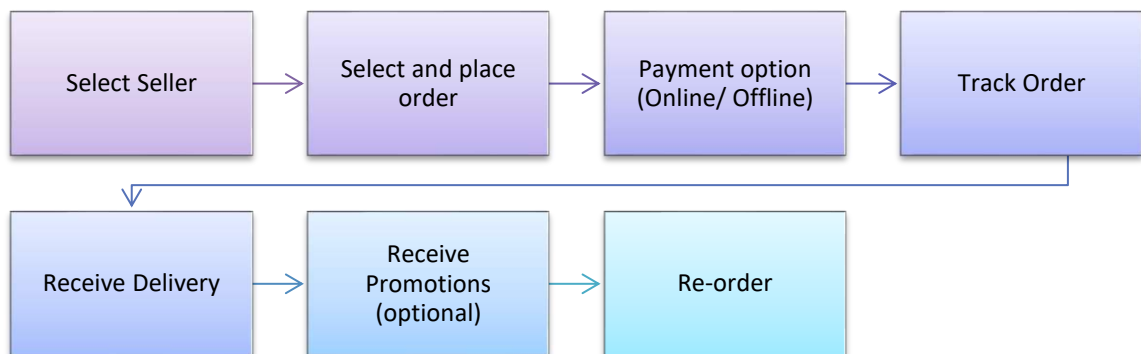 Select Seller
Select and place
order
Payment option
(Online/ Offline)
Track Order
Receive Delivery
Receive
Promotions
(optional)
Re-order